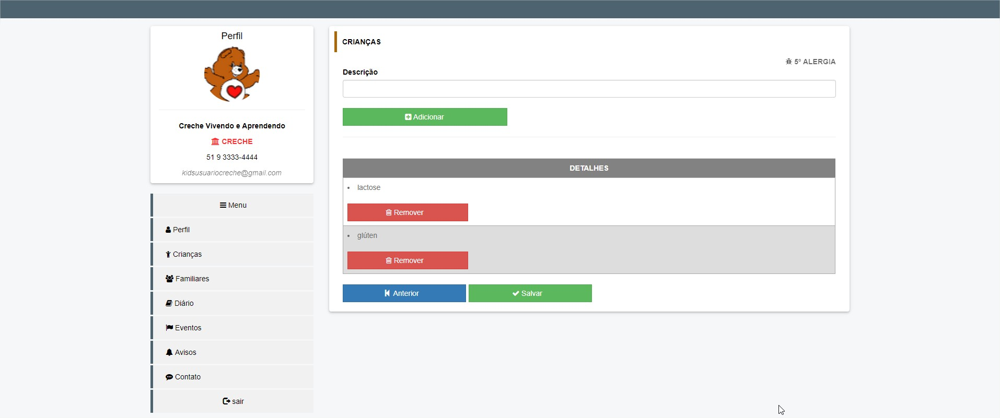 Perfil
Creche Vivendo e Aprendendo
CRECHE
51 9 3333-4444
kidsusuariocreche@gmail.com
Menu
Perfil
Crianças
Familiares
Diário
Eventos
Avisos
Contato
sair
CRIANÇAS
5º ALERGIA
Descrição
Adicionar
DETALHES
• lactose
Remover
• glúten
Remover
Anterior Salvar